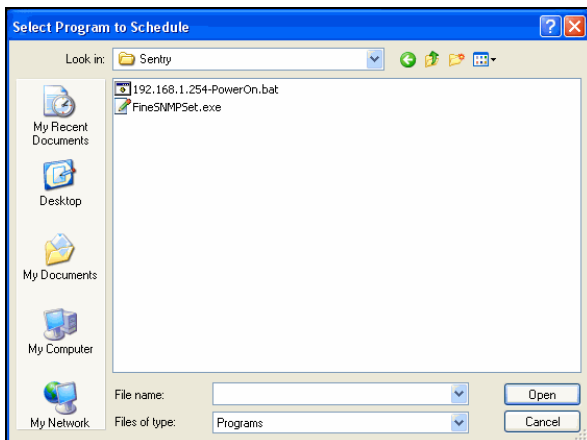 Select Program to Schedule
Look in: Sentry
192.168.1.254-PowerOn.bat
FineSNMPSet.exe
My Recent
Documents
Desktop
My Documents
My Computer
My Network
File name:
Open
Files of type: Programs
Cancel